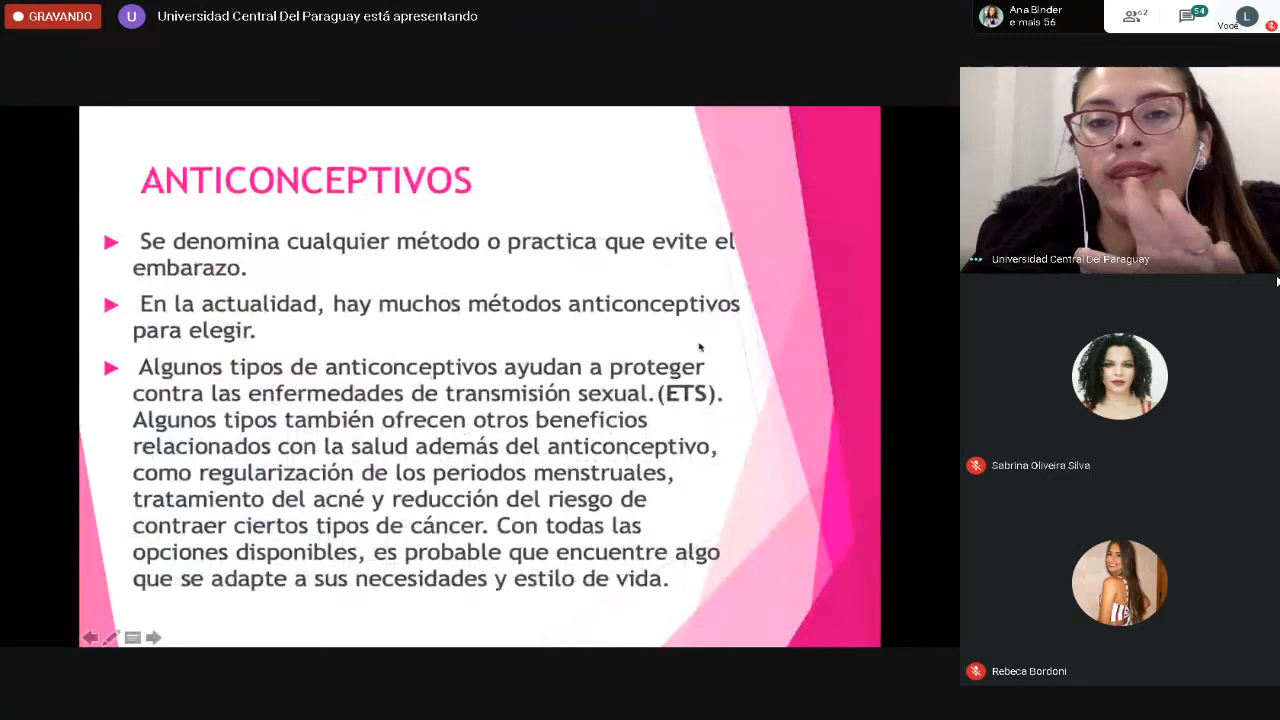 GRAVANDO
U
Universidad Central Del Paraguay está apresentando
Ana Binder
e mais 56
62
54
Você
L
ANTICONCEPTIVOS
Se denomina cualquier método o practica que evite el
embarazo.
En la actualidad, hay muchos métodos anticonceptivos
para elegir.
Algunos tipos de anticonceptivos ayudan a proteger
contra las enfermedades de transmisión sexual.(ETS).
Algunos tipos también ofrecen otros beneficios
relacionados con la salud además del anticonceptivo,
como regularización de los periodos menstruales,
tratamiento del acné y reducción del riesgo de
contraer ciertos tipos de cáncer. Con todas las
opciones disponibles, es probable que encuentre algo
que se adapte a sus necesidades y estilo de vida.
Universidad Central Del Paraguay
Sabrina Oliveira Silva
Rebeca Bordoni